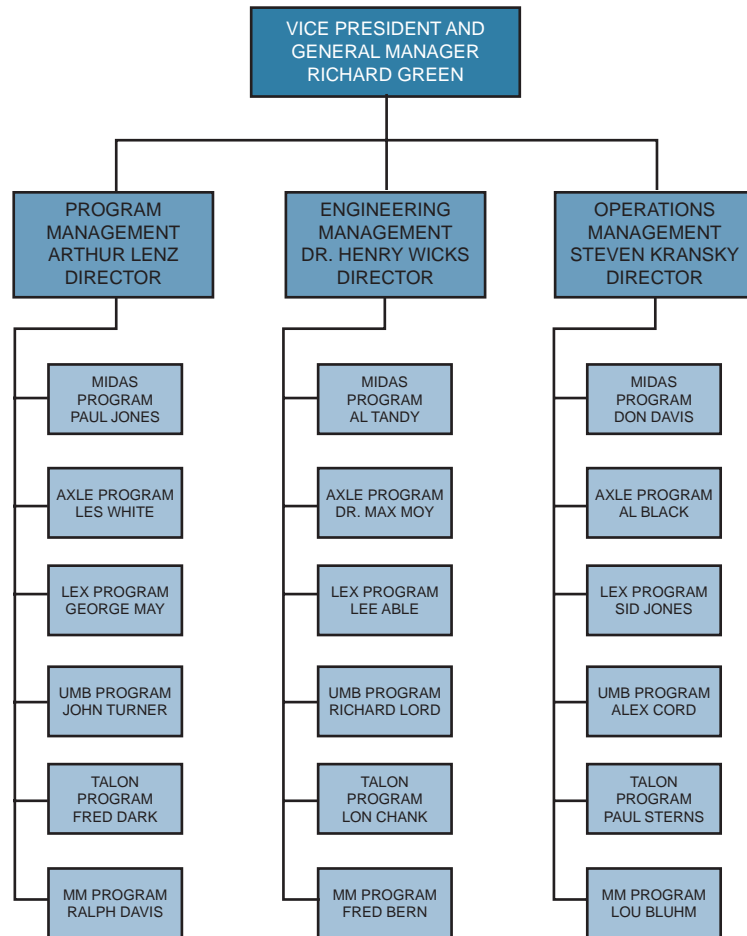 VICE PRESIDENT AND
GENERAL MANAGER
RICHARD GREEN
PROGRAM
MANAGEMENT
ARTHUR LENZ
DIRECTOR
MIDAS
PROGRAM
PAUL JONES
AXLE PROGRAM
LES WHITE
LEX PROGRAM
GEORGE MAY
UMB PROGRAM
JOHN TURNER
TALON
PROGRAM
FRED DARK
MM PROGRAM
RALPH DAVIS
ENGINEERING
MANAGEMENT
DR. HENRY WICKS
DIRECTOR
MIDAS
PROGRAM
AL TANDY
AXLE PROGRAM
DR. MAX MOY
LEX PROGRAM
LEE ABLE
UMB PROGRAM
RICHARD LORD
TALON
PROGRAM
LON CHANK
MM PROGRAM
FRED BERN
OPERATIONS
MANAGEMENT
STEVEN KRANSKY
DIRECTOR
MIDAS
PROGRAM
DON DAVIS
AXLE PROGRAM
AL BLACK
LEX PROGRAM
SID JONES
UMB PROGRAM
ALEX CORD
TALON
PROGRAM
PAUL STERNS
MM PROGRAM
LOU BLUHM